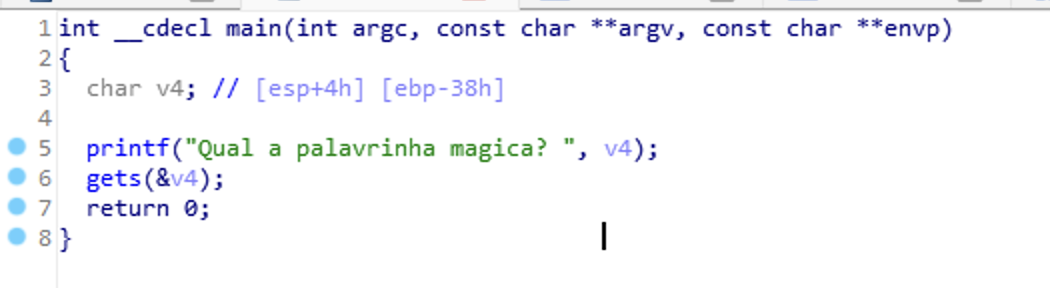 1 int __cdecl main(int argc, const char **argv, const char **envp)
2 {
3 char v4; // [esp+4h] [ebp-38h]
4
5 printf("Qual a palavrinha magica? ", v4);
6 gets(&v4);
7 return 0;
8 }